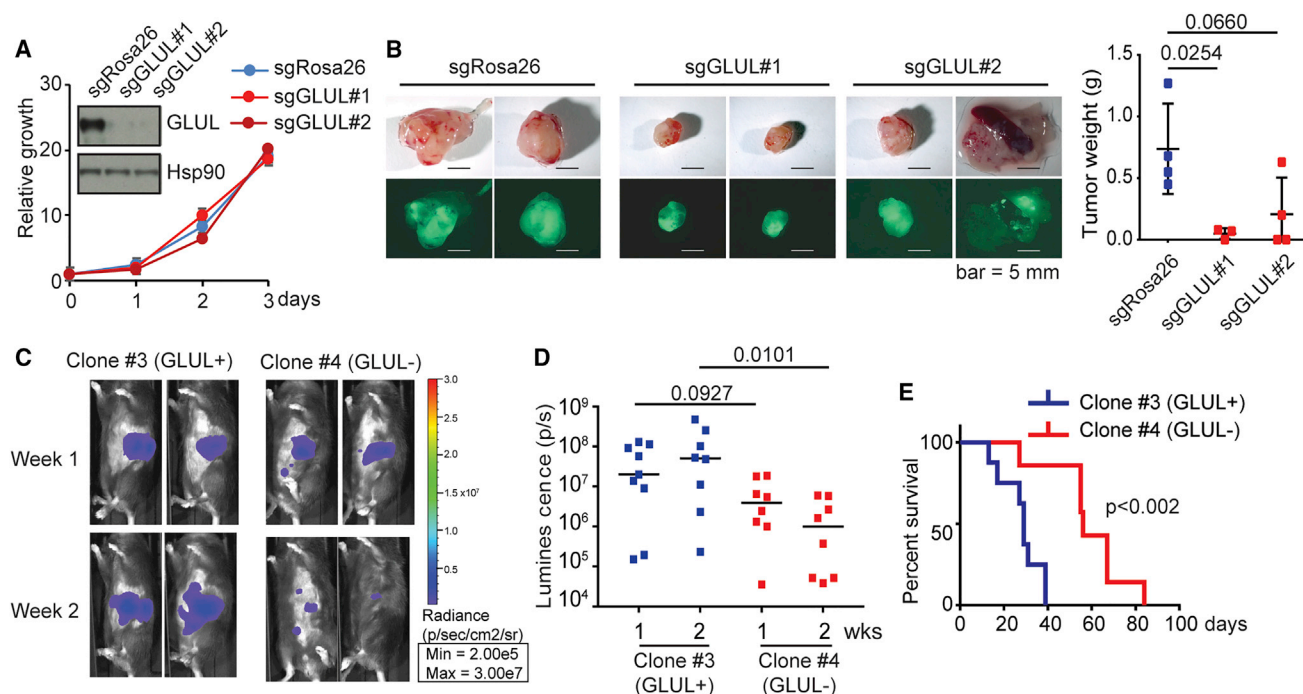 A
sgRosa26
sgGLUL#1
sgGLUL#2
sgRosa26
sgGLUL#1
sgGLUL#2
GLUL
Hsp90
Relative growth
30
20
10
0
0 1 2 3 days
B
sgRosa26 sgGLUL#1 sgGLUL#2
bar = 5 mm
0.0660
0.0254
Tumor weight (g)
1.5
1.0
0.5
0.0
sgRosa26
sgGLUL#1
sgGLUL#2
C
Clone #3 (GLUL+) Clone #4 (GLUL-)
Week 1
Week 2
3.0
2.0
1.5 x10⁷
1.0
Radiance
(p/sec/cm2/sr)
Min = 2.00e5
Max = 3.00e7
D
0.0101
0.0927
Lumines cence (p/s)
10⁹
10⁸
10⁷
10⁶
10⁵
10⁴
1 2 1 2 wks
Clone #3 Clone #4
(GLUL+) (GLUL-)
E
Clone #3 (GLUL+)
Clone #4 (GLUL-)
p<0.002
Percent survival
100
50
0
0 20 40 60 80 100 days